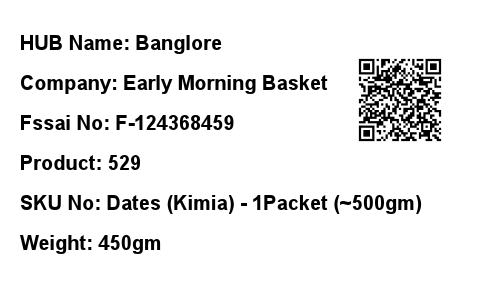 HUB Name: Banglore
Company: Early Morning Basket
Fssai No: F-124368459
Product: 529
SKU No: Dates (Kimia) - 1Packet (~500gm)
Weight: 450gm